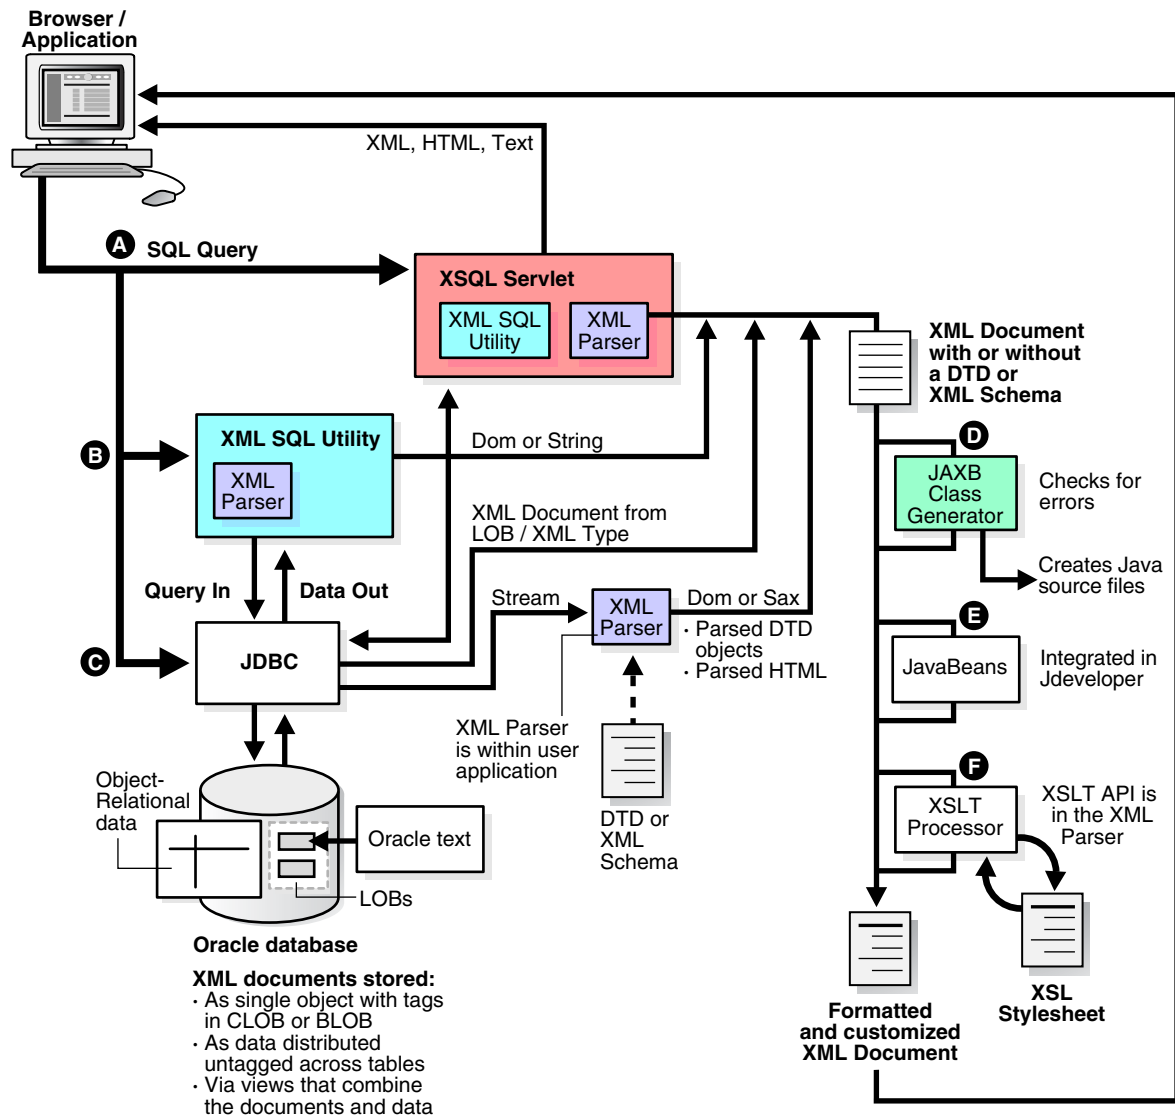 Browser /
Application
XML, HTML, Text
A
SQL Query
XSQL Servlet
XML SQL
Utility
XML
Parser
XML Document
with or without
a DTD or
XML Schema
B
XML SQL Utility
XML
Parser
Dom or String
D
JAXB
Class
Generator
Checks for
errors
XML Document from
LOB / XML Type
Creates Java
source files
Query In
Data Out
Stream
XML
Parser
Dom or Sax
· Parsed DTD
objects
· Parsed HTML
E
JavaBeans
Integrated in
Jdeveloper
C
JDBC
XML Parser
is within user
application
DTD or
XML
Schema
F
XSLT
Processor
XSLT API is
in the XML
Parser
Object-
Relational
data
Oracle text
LOBs
Oracle database
XML documents stored:
· As single object with tags
in CLOB or BLOB
· As data distributed
untagged across tables
· Via views that combine
the documents and data
Formatted
and customized
XML Document
XSL
Stylesheet